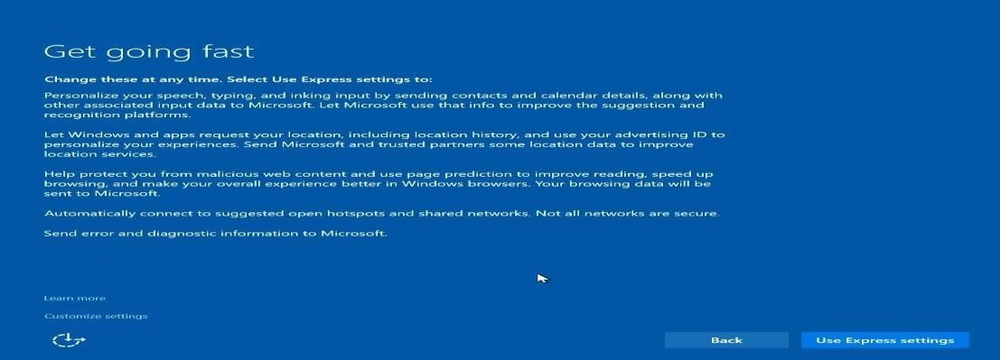 Get going fast
Change these at any time. Select Use Express settings to:
Personalize your speech, typing, and inking input by sending contacts and calendar details, along with
other associated input data to Microsoft. Let Microsoft use that info to improve the suggestion and
recognition platforms.
Let Windows and apps request your location, including location history, and use your advertising ID to
personalize your experiences. Send Microsoft and trusted partners some location data to improve
location services.
Help protect you from malicious web content and use page prediction to improve reading, speed up
browsing, and make your overall experience better in Windows browsers. Your browsing data will be
sent to Microsoft.
Automatically connect to suggested open hotspots and shared networks. Not all networks are secure.
Send error and diagnostic information to Microsoft.
Learn more
Customize settings
Back
Use Express settings